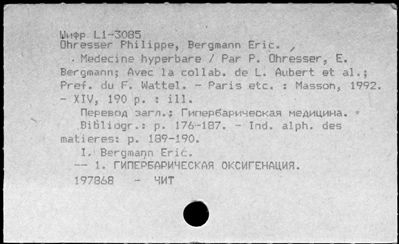 Шифр L1-3085
Ohresser Philippe, Bergmann Eric.
Medecine hyperbare / Par P. Ohresser, E.
Bergmann; Avec la collab. de L. Aubert et al.;
Pref. du F. Wattel. - Paris etc. : Masson, 1992.
- XIV, 190 p. : ill.
Перевод загл.: Гипербарическая медицина.
Bibliogr.: p. 176-187. - Ind. alph. des
matieres: p. 189-190.
I. Bergmann Eric.
-- 1. ГИПЕРБАРИЧЕСКАЯ ОКСИГЕНАЦИЯ.
197868 - ЧИТ